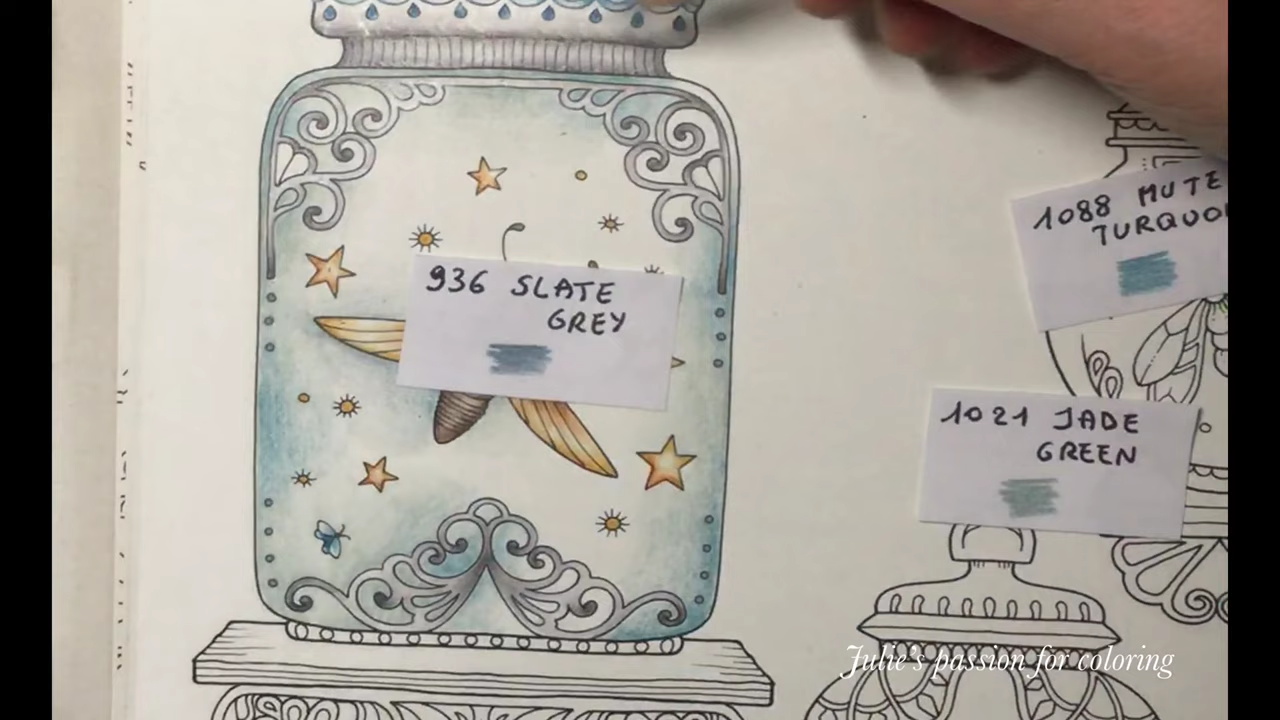 936 SLATE
GREY
1088 MUTE
TURQUO
1021 JADE
GREEN
Julie's passion for coloring